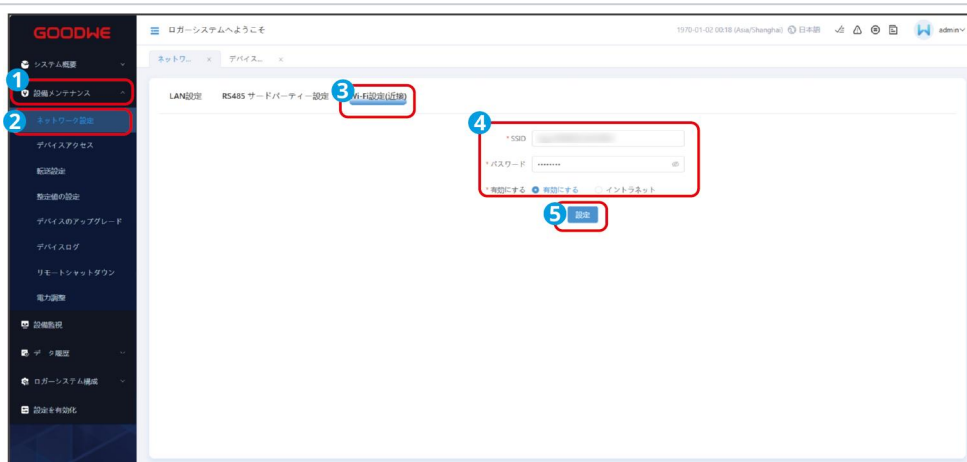 GOODWE
ロガーシステムへようこそ
1970-01-02 00:18 (Asia/Shanghai) 日本語
admin
システム概要
ネットワ... ×
デバイス... ×
1
設備メンテナンス
2
ネットワーク設定
デバイスアクセス
転送設定
整定値の設定
デバイスのアップグレード
デバイスログ
リモートシャットダウン
電力調整
設備監視
データ履歴
ロガーシステム構成
設定を有効化
LAN設定
RS485 サードパーティー設定
3
Wi-Fi設定(近接)
4
* SSID
* パスワード ········
* 有効にする 有効にする イントラネット
5
設定